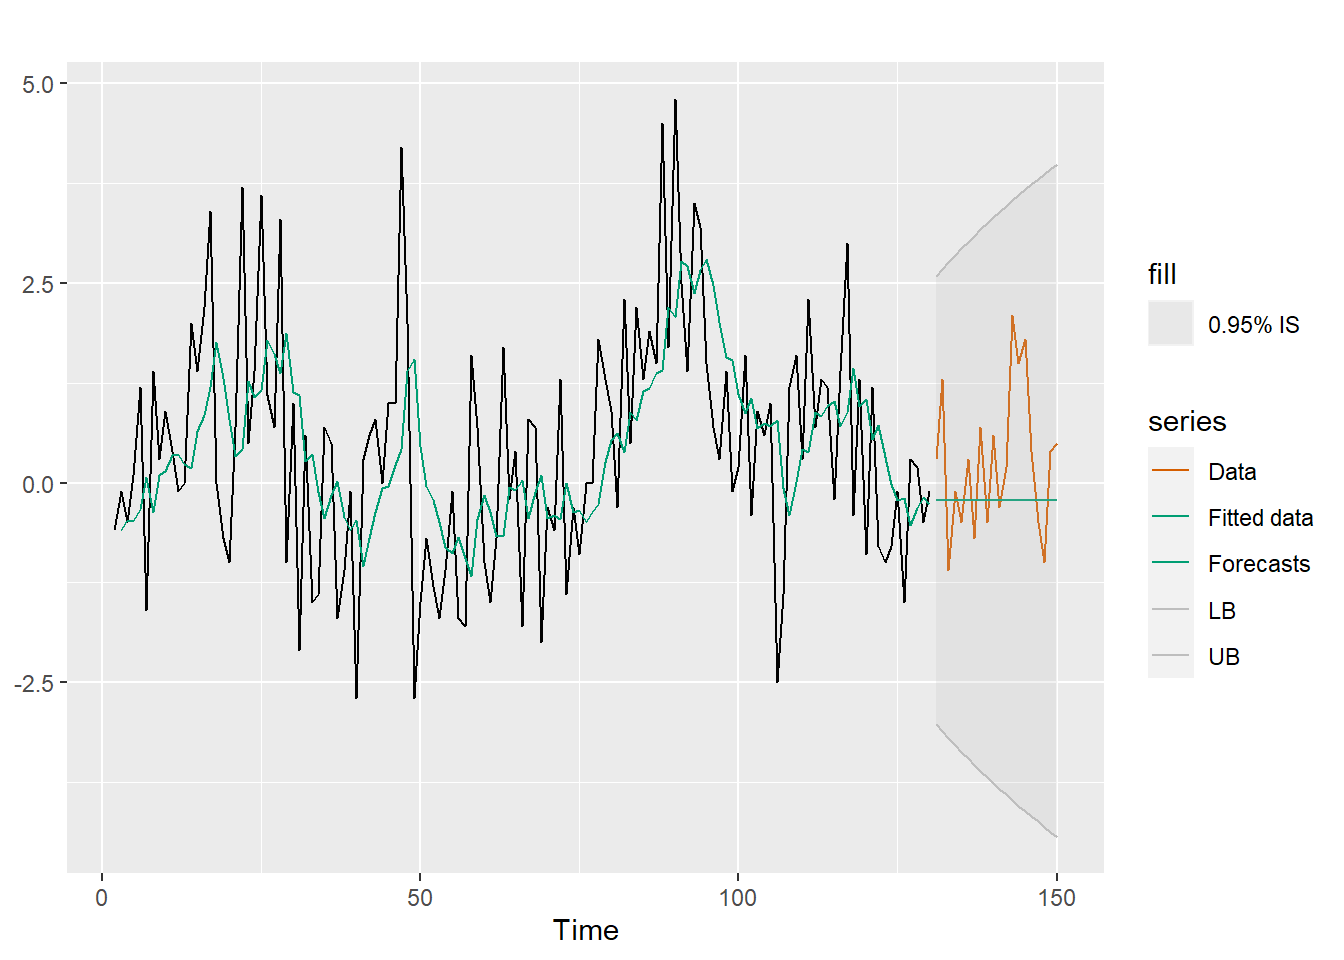 5.0
2.5
0.0
-2.5
0
50
100
150
Time
fill
0.95% IS
series
Data
Fitted data
Forecasts
LB
UB